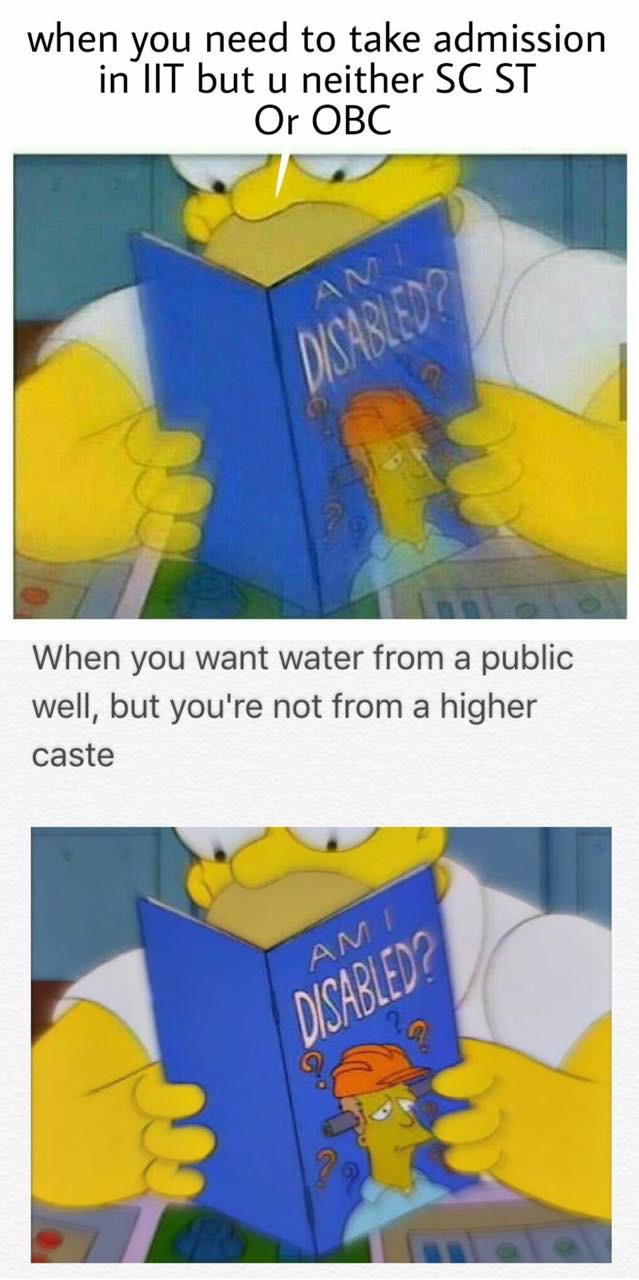 when you need to take admission
in IIT but u neither SC ST
Or OBC
AM I
DISABLED?
?
?
?
?
When you want water from a public
well, but you're not from a higher
caste
AM I
DISABLED?
? ?
?
? ?